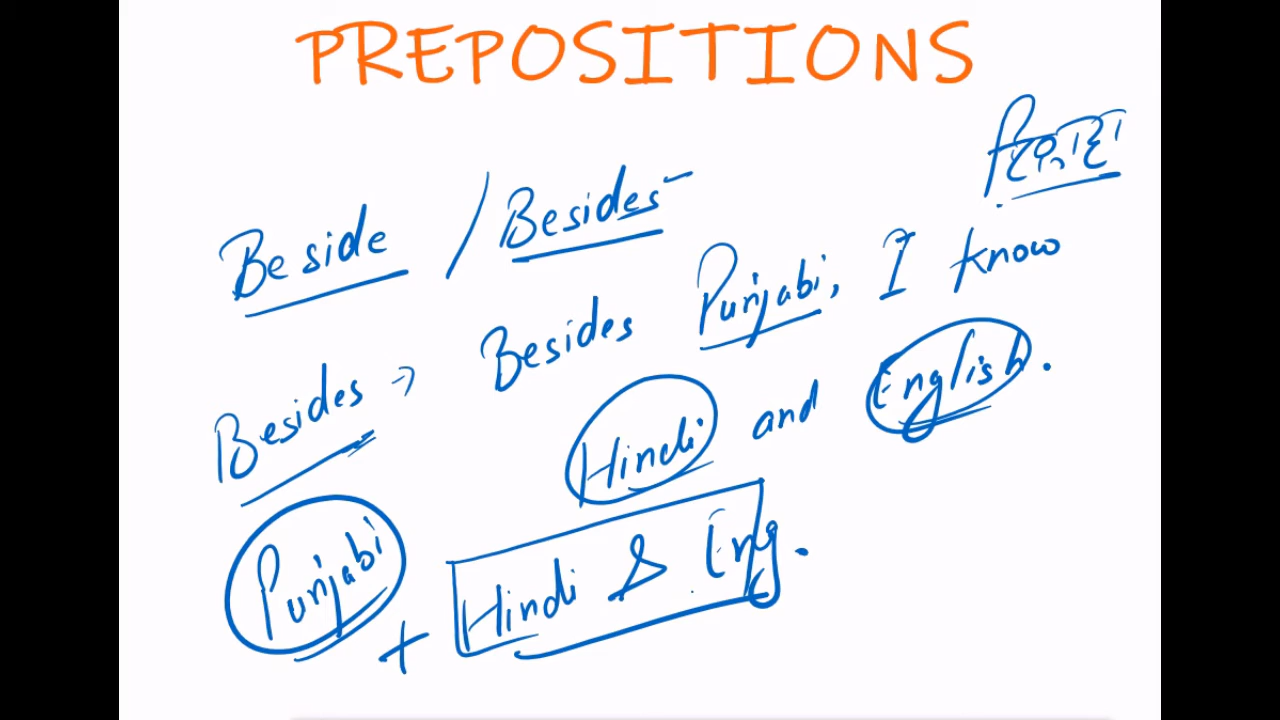 PREPOSITIONS
Beside / Besides
Besides → Besides Punjabi, I know
Hindi and English.
Punjabi + Hindi & Eng.